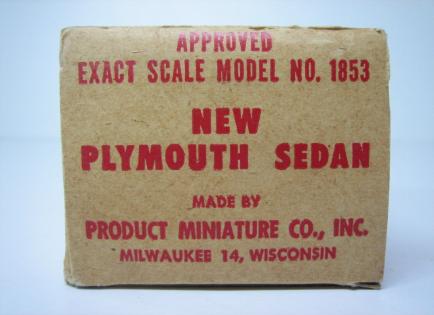 APPROVED
EXACT SCALE MODEL NO. 1853
NEW
PLYMOUTH SEDAN
MADE BY
PRODUCT MINIATURE CO., INC.
MILWAUKEE 14, WISCONSIN